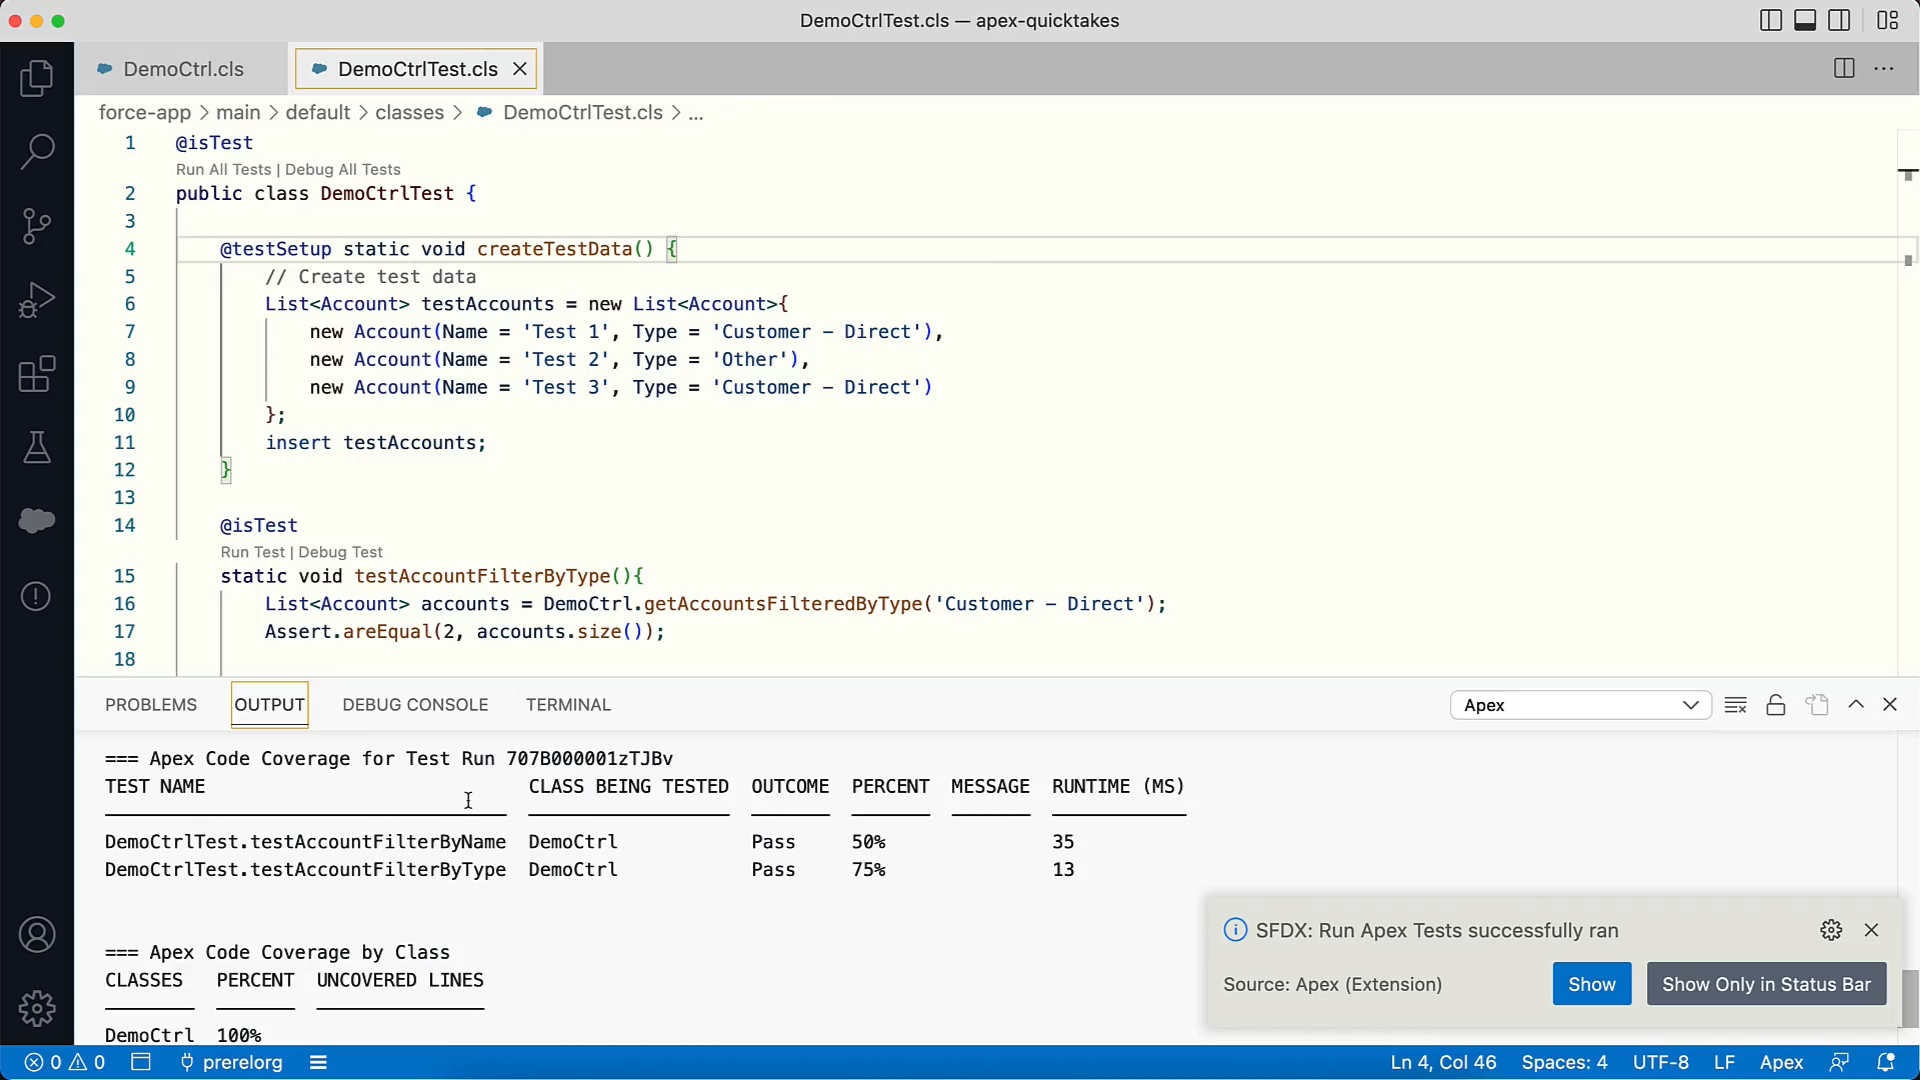 DemoCtrlTest.cls — apex-quicktakes
DemoCtrl.cls
DemoCtrlTest.cls
force-app > main > default > classes > DemoCtrlTest.cls > ...
1 @isTest
Run All Tests | Debug All Tests
2 public class DemoCtrlTest {
3
4 @testSetup static void createTestData() {
5 // Create test data
6 List<Account> testAccounts = new List<Account>{
7 new Account(Name = 'Test 1', Type = 'Customer - Direct'),
8 new Account(Name = 'Test 2', Type = 'Other'),
9 new Account(Name = 'Test 3', Type = 'Customer - Direct')
10 };
11 insert testAccounts;
12 }
13
14 @isTest
Run Test | Debug Test
15 static void testAccountFilterByType(){
16 List<Account> accounts = DemoCtrl.getAccountsFilteredByType('Customer - Direct');
17 Assert.areEqual(2, accounts.size());
18
PROBLEMS OUTPUT DEBUG CONSOLE TERMINAL Apex
=== Apex Code Coverage for Test Run 707B000001zTJBv
TEST NAME CLASS BEING TESTED OUTCOME PERCENT MESSAGE RUNTIME (MS)
DemoCtrlTest.testAccountFilterByName DemoCtrl Pass 50% 35
DemoCtrlTest.testAccountFilterByType DemoCtrl Pass 75% 13
=== Apex Code Coverage by Class
CLASSES PERCENT UNCOVERED LINES
DemoCtrl 100%
SFDX: Run Apex Tests successfully ran
Source: Apex (Extension) Show Show Only in Status Bar
0 0 prerelorg Ln 4, Col 46 Spaces: 4 UTF-8 LF Apex